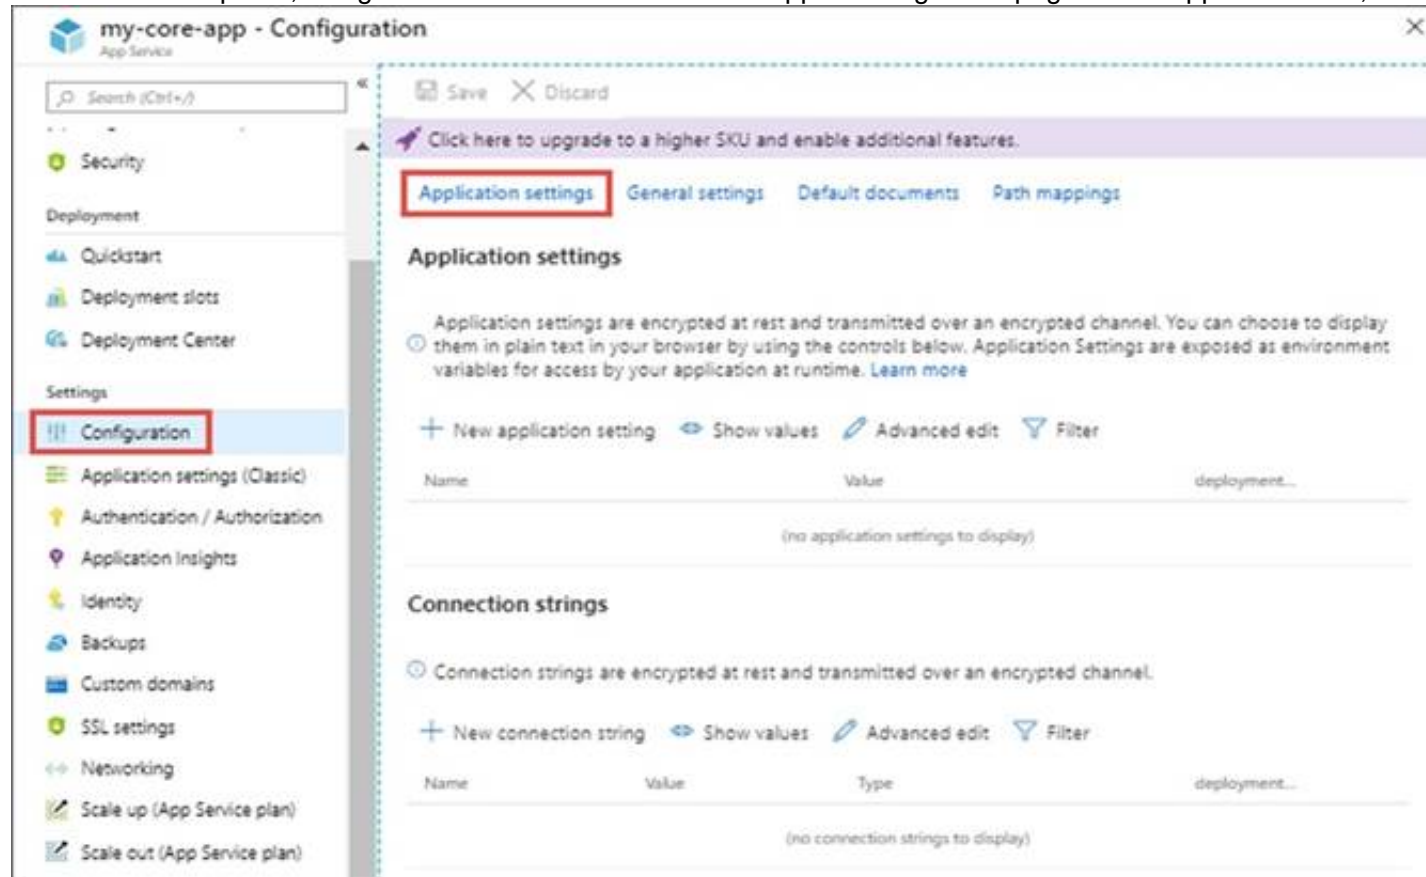 my-core-app - Configuration
App Service
Search (Ctrl+/)
Security
Deployment
Quickstart
Deployment slots
Deployment Center
Settings
Configuration
Application settings (Classic)
Authentication / Authorization
Application Insights
Identity
Backups
Custom domains
SSL settings
Networking
Scale up (App Service plan)
Scale out (App Service plan)
Save Discard
Click here to upgrade to a higher SKU and enable additional features.
Application settings General settings Default documents Path mappings
Application settings
Application settings are encrypted at rest and transmitted over an encrypted channel. You can choose to display
them in plain text in your browser by using the controls below. Application Settings are exposed as environment
variables for access by your application at runtime. Learn more
New application setting Show values Advanced edit Filter
Name Value deployment...
(no application settings to display)
Connection strings
Connection strings are encrypted at rest and transmitted over an encrypted channel.
New connection string Show values Advanced edit Filter
Name Value Type deployment...
(no connection strings to display)